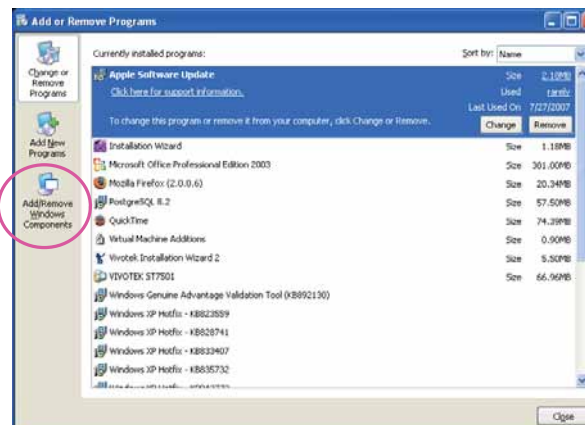 Add or Remove Programs
Change or
Remove
Programs
Add New
Programs
Add/Remove
Windows
Components
Currently installed programs:
Sort by: Name
Apple Software Update
Size 2.18MB
Click here for support information.
Used rarely
Last Used On 7/27/2007
To change this program or remove it from your computer, click Change or Remove.
Change Remove
Installation Wizard Size 1.18MB
Microsoft Office Professional Edition 2003 Size 301.00MB
Mozilla Firefox (2.0.0.6) Size 20.34MB
PostgreSQL 8.2 Size 57.50MB
QuickTime Size 74.39MB
Virtual Machine Additions Size 0.90MB
Vivotek Installation Wizard 2 Size 5.50MB
VIVOTEK ST7501 Size 66.96MB
Windows Genuine Advantage Validation Tool (KB892130)
Windows XP Hotfix - KB823559
Windows XP Hotfix - KB828741
Windows XP Hotfix - KB833407
Windows XP Hotfix - KB835732
Close